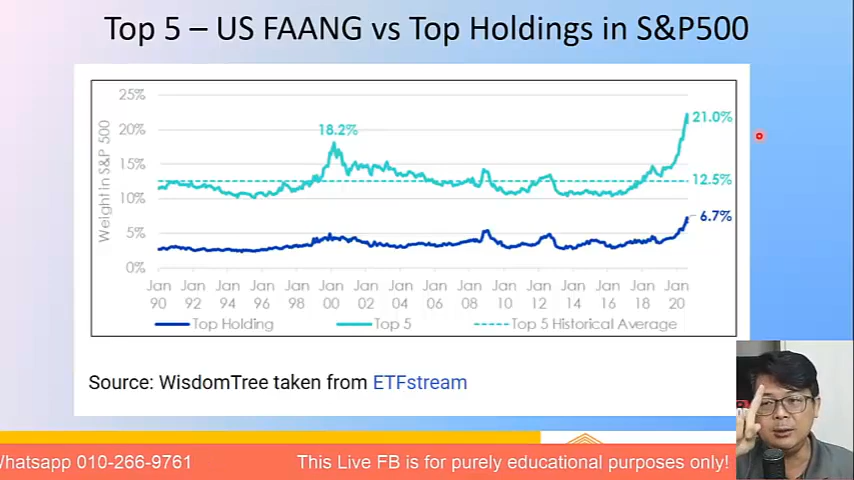 Top 5 – US FAANG vs Top Holdings in S&P500
25%
20%
15%
10%
5%
0%
Weight in S&P 500
18.2%
21.0%
12.5%
6.7%
Jan Jan Jan Jan Jan Jan Jan Jan Jan Jan Jan Jan Jan Jan Jan Jan
90 92 94 96 98 00 02 04 06 08 10 12 14 16 18 20
Top Holding Top 5 Top 5 Historical Average
Source: WisdomTree taken from ETFstream
Whatsapp 010-266-9761 This Live FB is for purely educational purposes only!